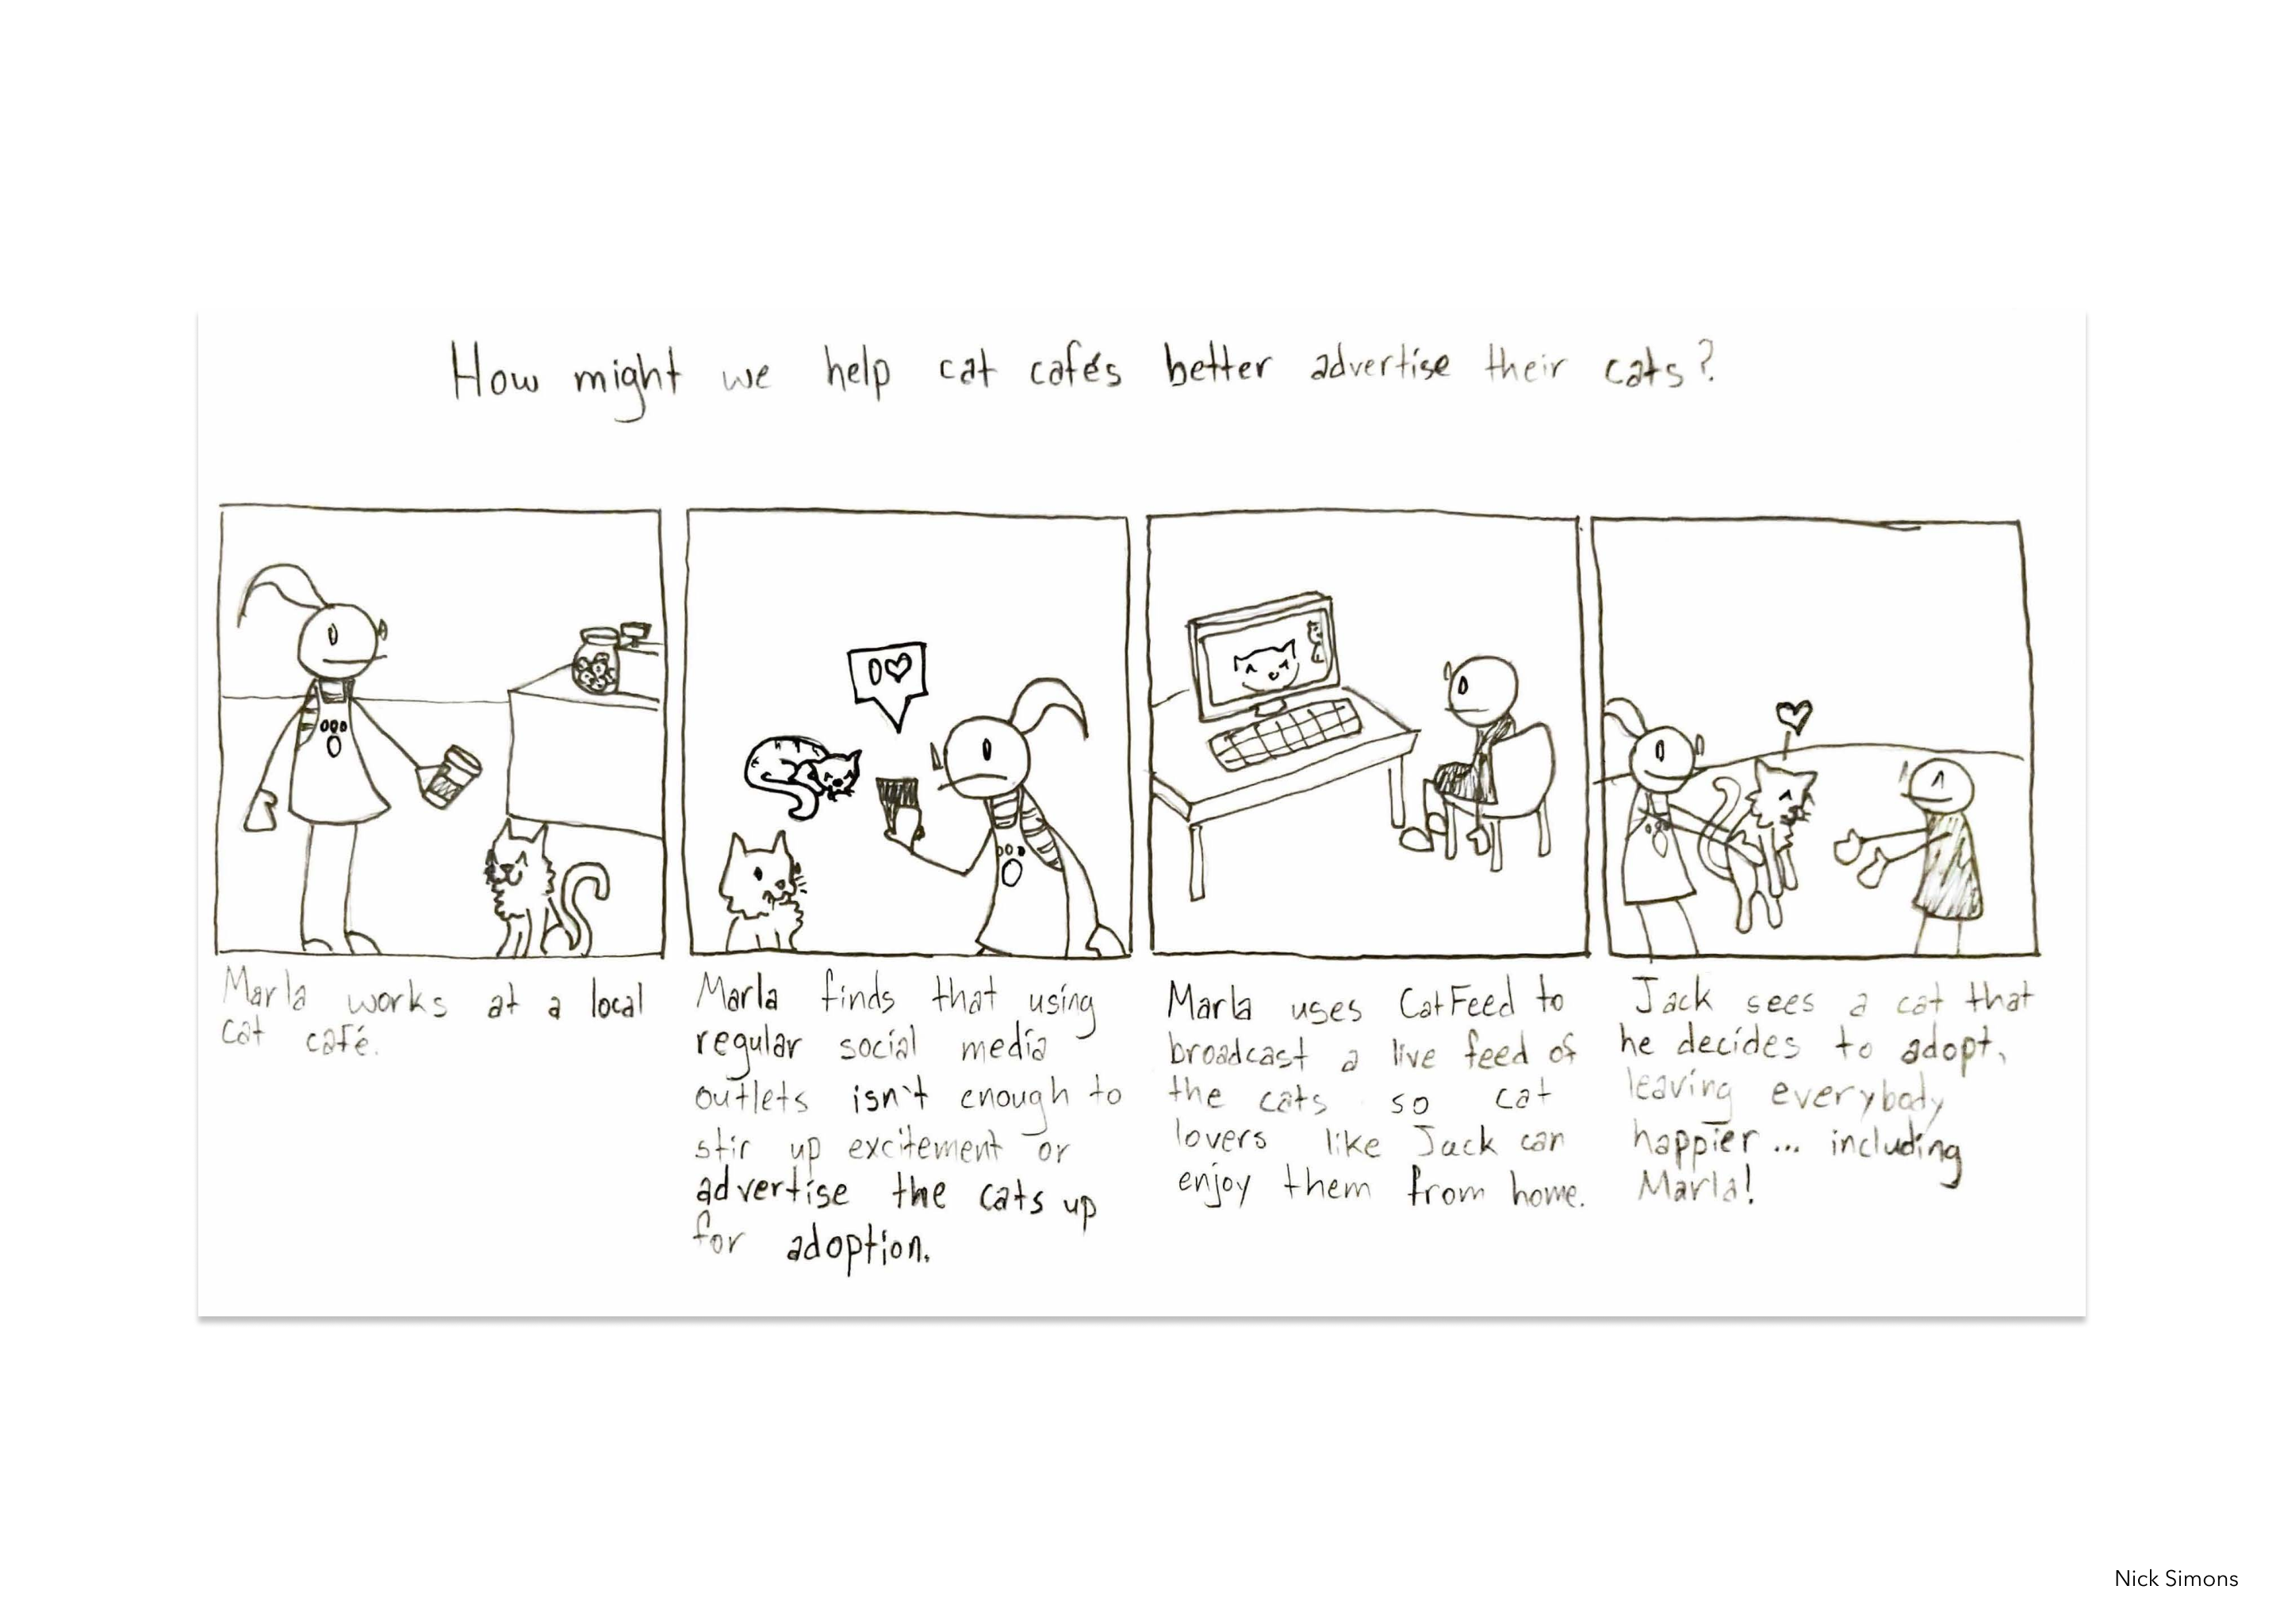 How might we help cat cafés better advertise their cats?
0
Marla works at a local
cat café.
Marla finds that using
regular social media
outlets isn't enough to
stir up excitement or
advertise the cats up
for adoption.
Marla uses CatFeed to
broadcast a live feed of
the cats so cat
lovers like Jack can
enjoy them from home.
Jack sees a cat that
he decides to adopt,
leaving everybody
happier... including
Marla!
Nick Simons